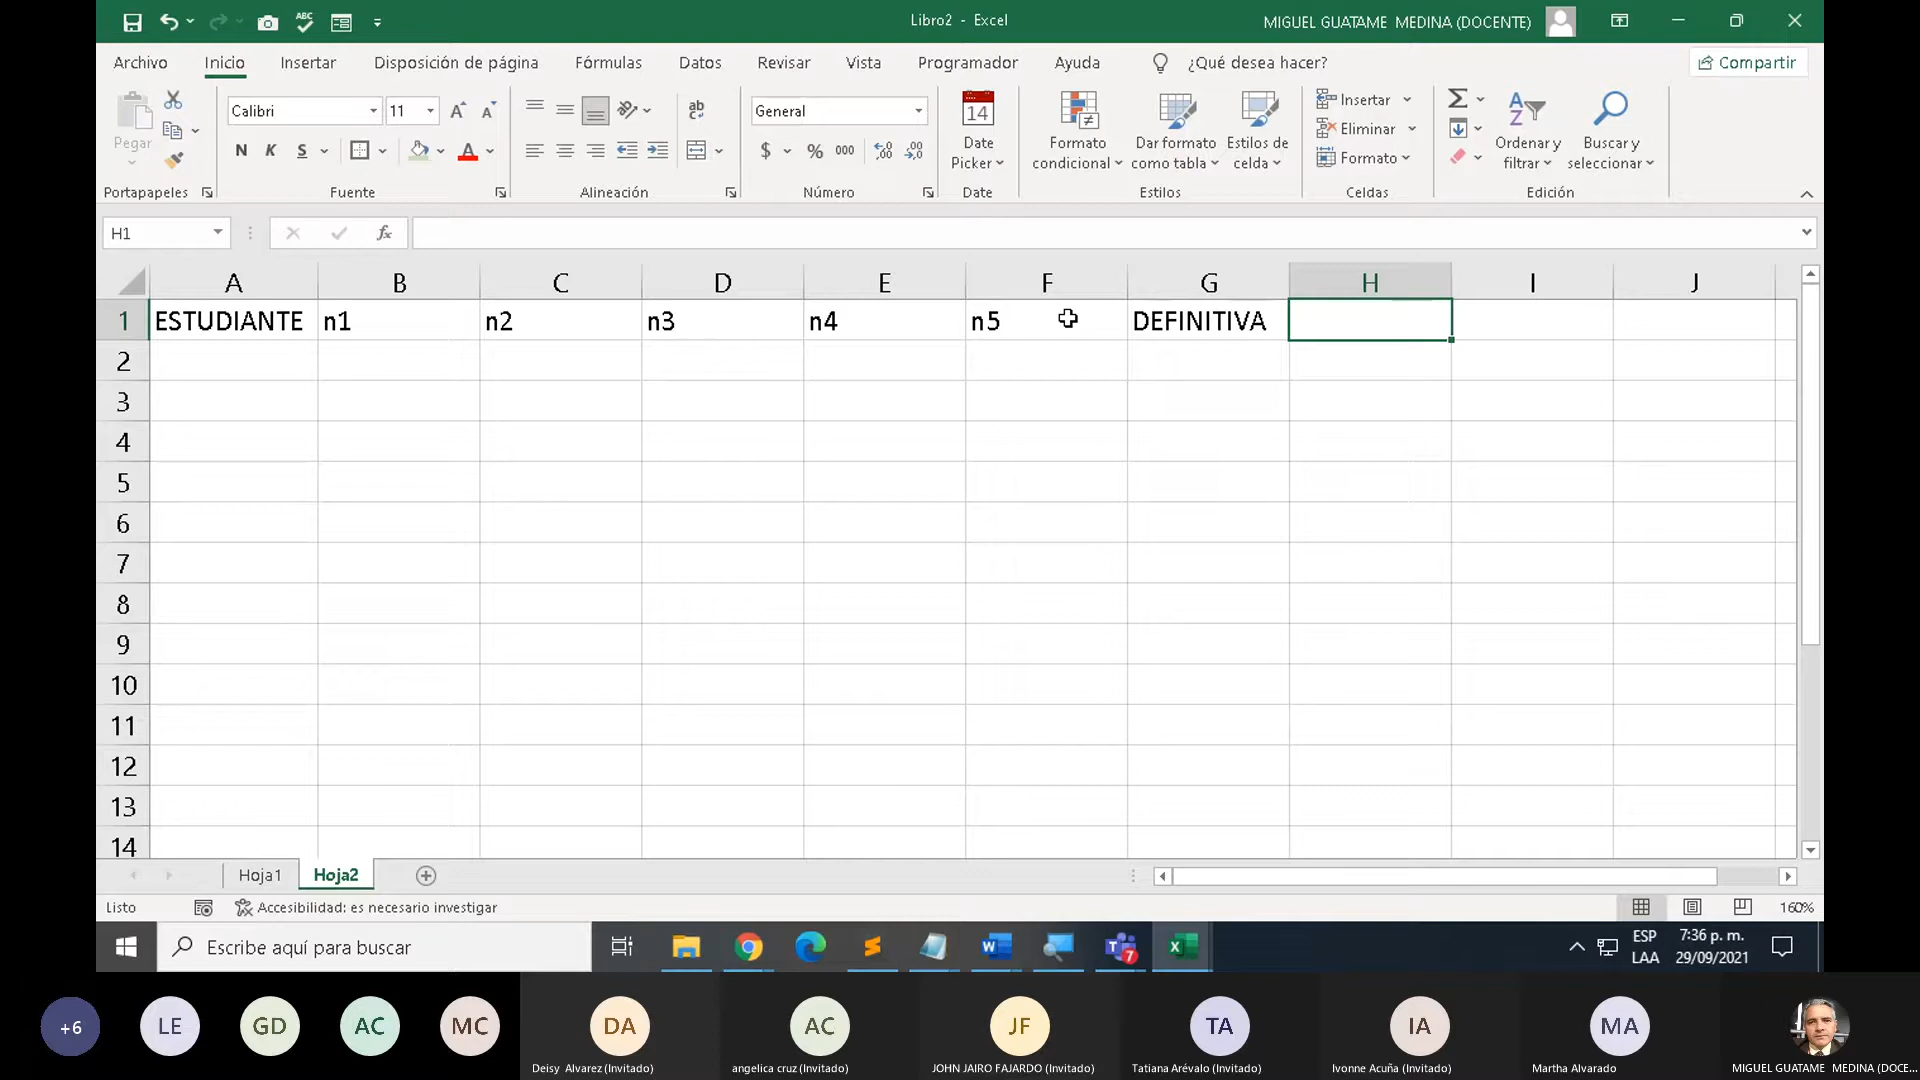 Libro2 - Excel
MIGUEL GUATAME MEDINA (DOCENTE)
Archivo Inicio Insertar Disposición de página Fórmulas Datos Revisar Vista Programador Ayuda ¿Qué desea hacer? Compartir
Pegar
Calibri 11
N K S
General
$ % 000
Date Picker
14
Formato condicional
Dar formato como tabla
Estilos de celda
Insertar
Eliminar
Formato
Ordenar y filtrar
Buscar y seleccionar
Portapapeles Fuente Alineación Número Date Estilos Celdas Edición
H1 fx
A B C D E F G H I J
1 ESTUDIANTE n1 n2 n3 n4 n5 DEFINITIVA
2
3
4
5
6
7
8
9
10
11
12
13
14
Hoja1 Hoja2
Listo Accesibilidad: es necesario investigar 160%
Escribe aquí para buscar
7
ESP
LAA
7:36 p. m.
29/09/2021
+6 LE GD AC MC DA AC JF TA IA MA
Deisy Alvarez (Invitado) angelica cruz (Invitado) JOHN JAIRO FAJARDO (Invitado) Tatiana Arévalo (Invitado) Ivonne Acuña (Invitado) Martha Alvarado MIGUEL GUATAME MEDINA (DOCE...